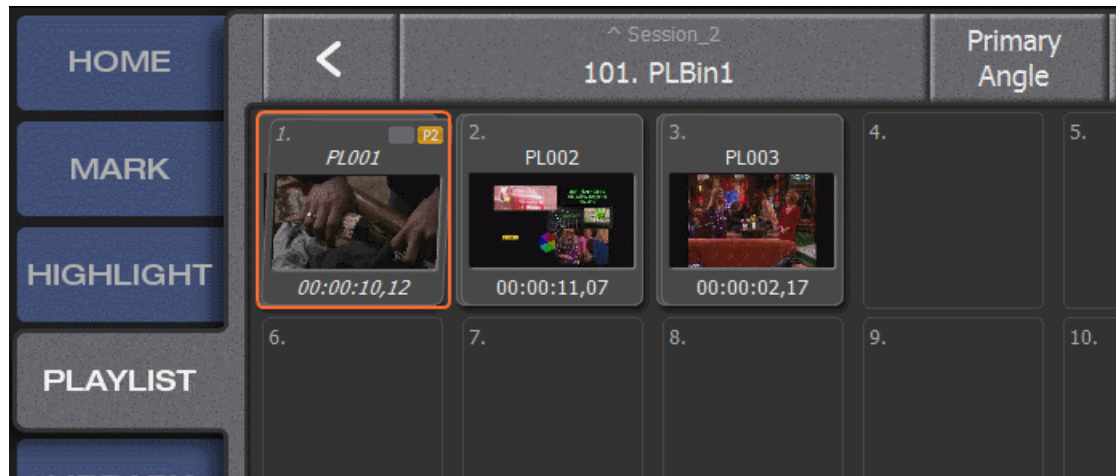 HOME
MARK
HIGHLIGHT
PLAYLIST
^ Session_2
101. PLBin1
Primary
Angle
1.
P2
PL001
00:00:10,12
2.
PL002
00:00:11,07
3.
PL003
00:00:02,17
4.
5.
6.
7.
8.
9.
10.